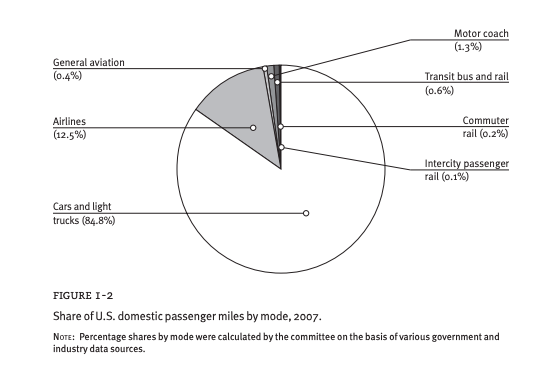 General aviation
(0.4%)
Airlines
(12.5%)
Cars and light
trucks (84.8%)
Motor coach
(1.3%)
Transit bus and rail
(0.6%)
Commuter
rail (0.2%)
Intercity passenger
rail (0.1%)
FIGURE 1-2
Share of U.S. domestic passenger miles by mode, 2007.
NOTE: Percentage shares by mode were calculated by the committee on the basis of various government and
industry data sources.